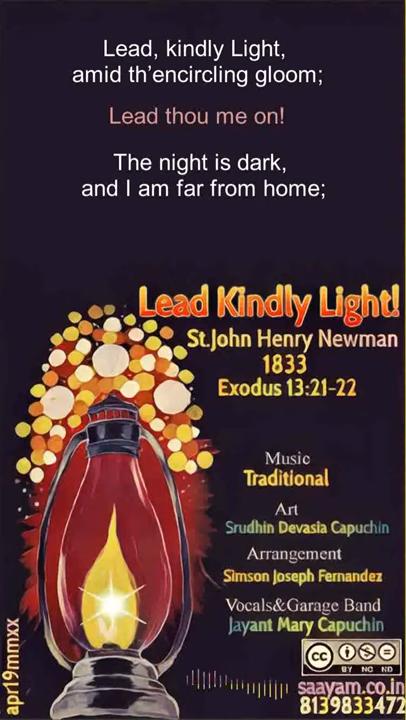 Lead, kindly Light,
amid th'encircling gloom;
Lead thou me on!
The night is dark,
and I am far from home;
Lead Kindly Light!
St.John Henry Newman
1833
Exodus 13:21-22
Music
Traditional
Art
Srudhin Devasia Capuchin
Arrangement
Simson Joseph Fernandez
Vocals&Garage Band
Jayant Mary Capuchin
cc
BY NC ND
saayam.co.in
8139833472
apr19mmxx